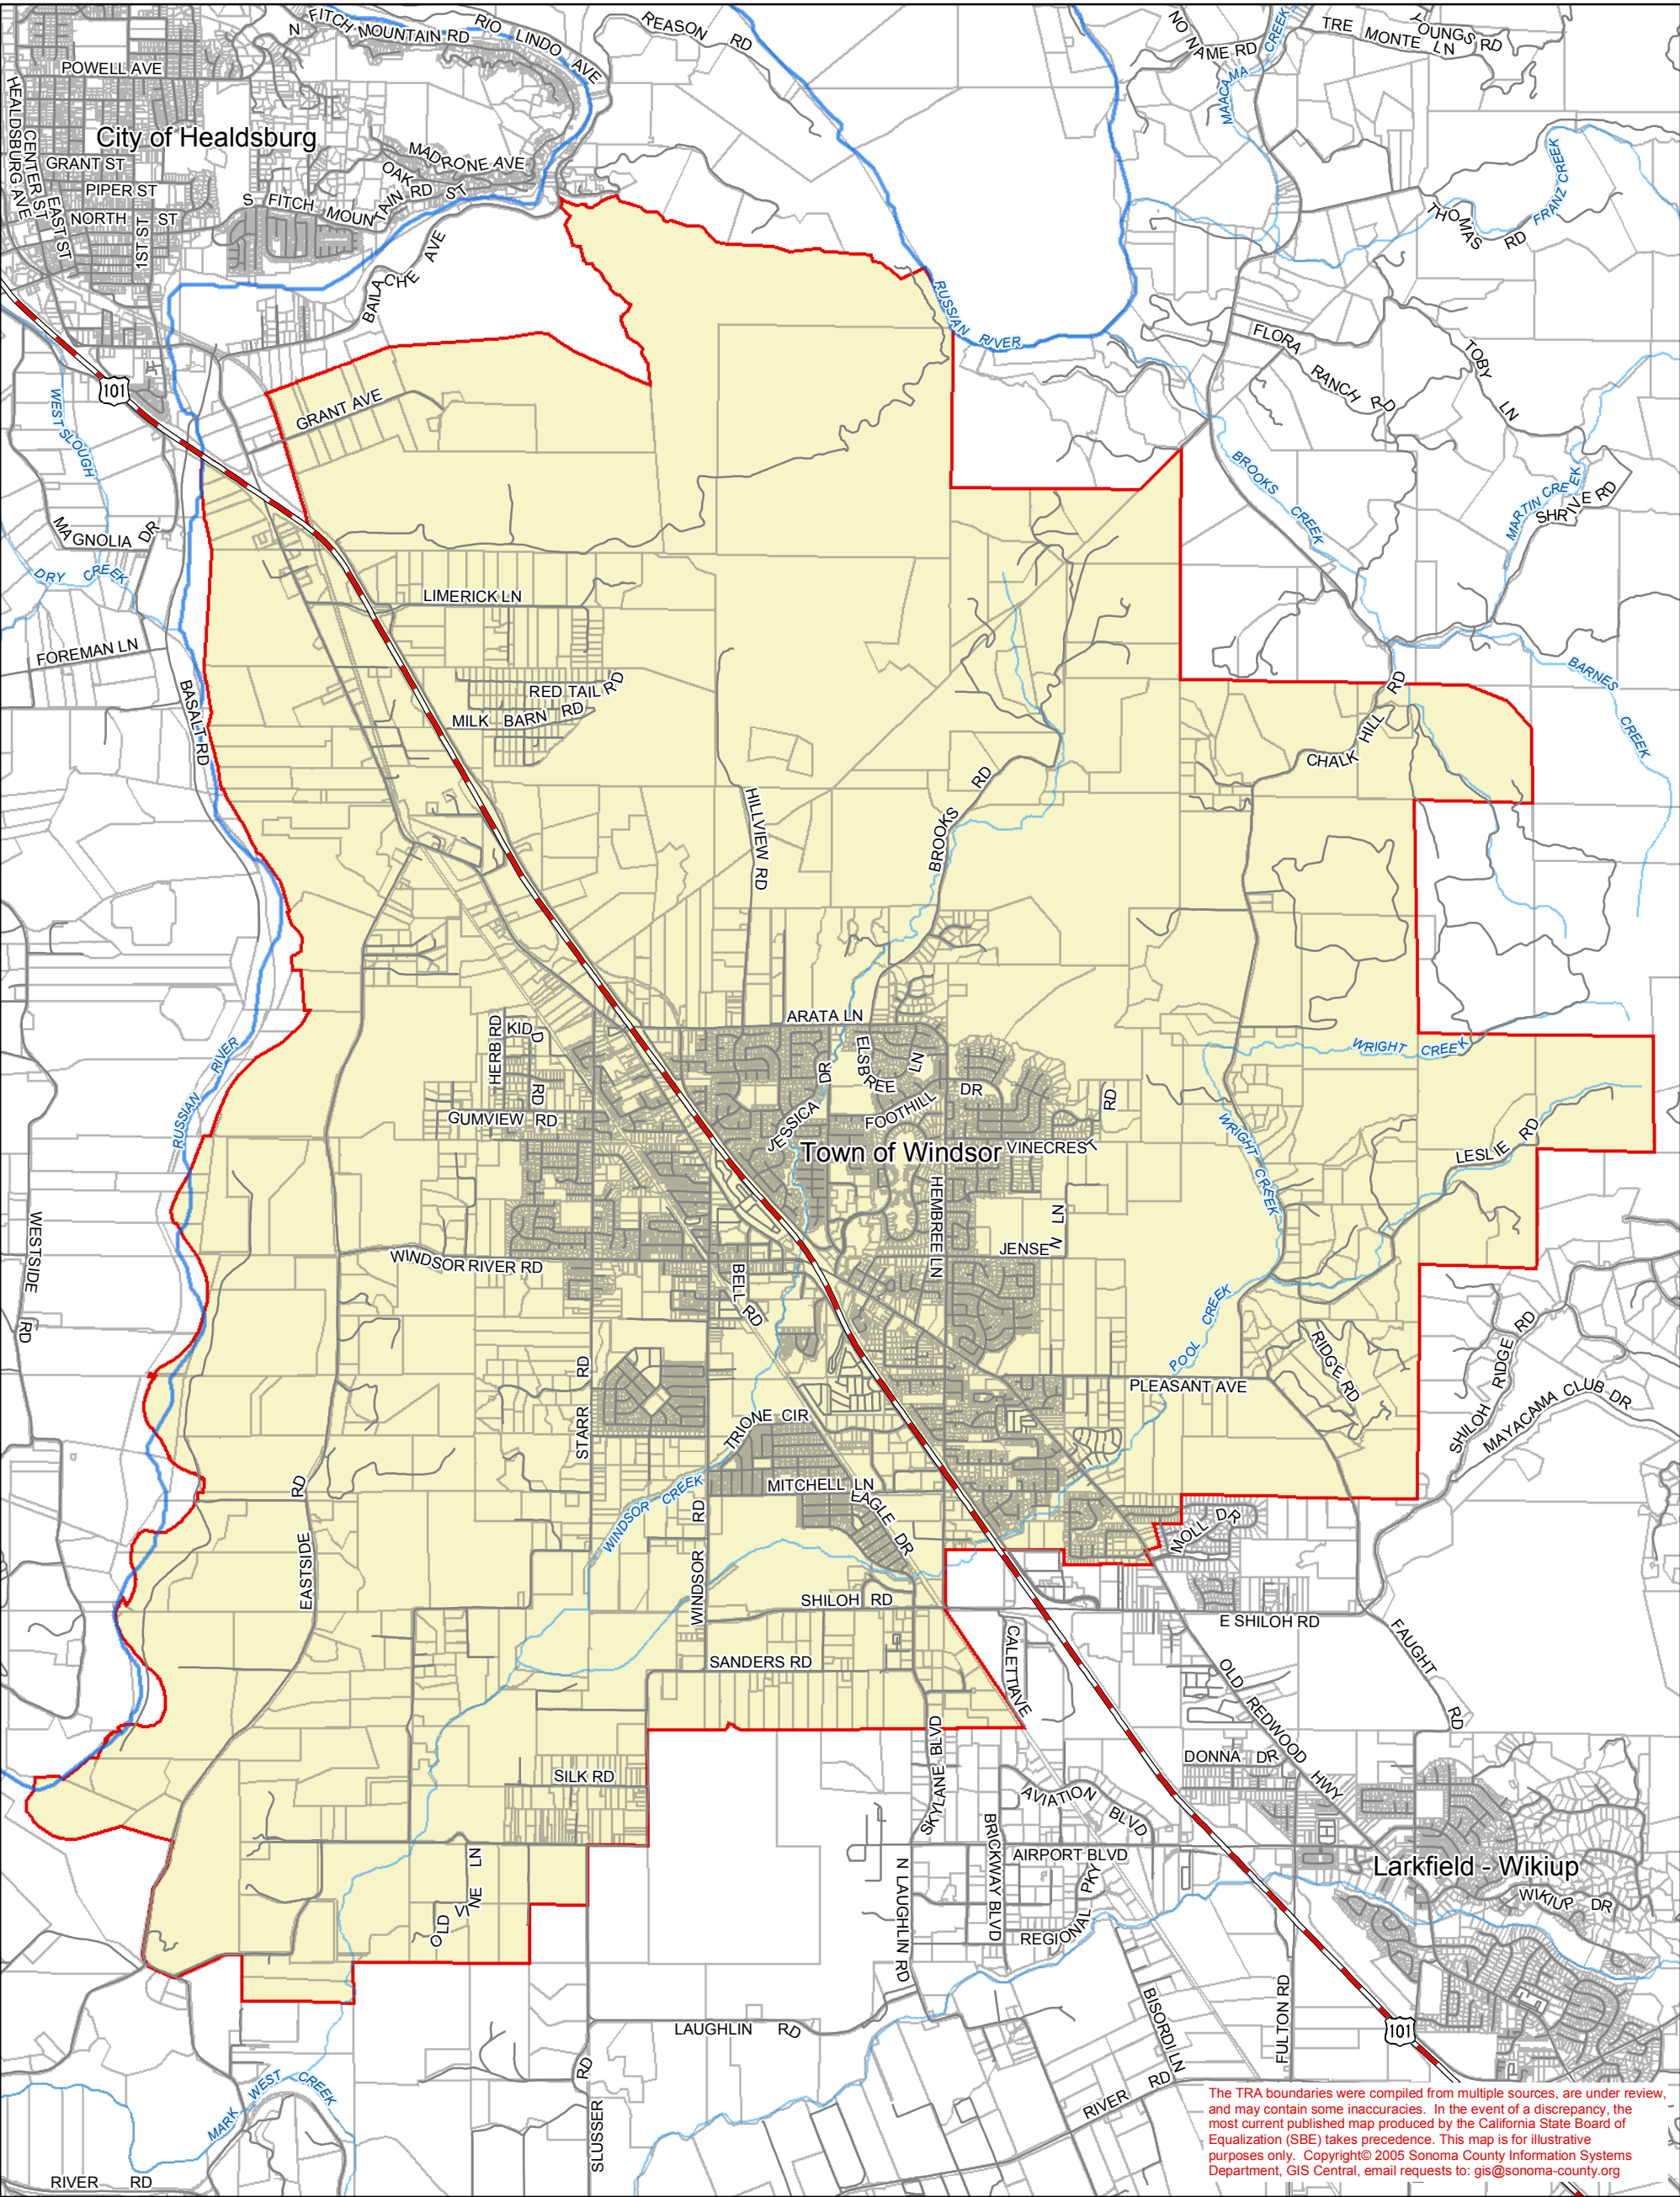 N FITCH MOUNTAIN RD
RIO LINDO AVE
REASON RD
NO NAME RD
MAACAMA CREEK
TRE MONTE LN
YOUNGS RD
POWELL AVE
HEALDSBURG AVE
CENTER ST
City of Healdsburg
GRANT ST
PIPER ST
NORTH ST
EAST ST
1ST ST
MADRONE AVE
OAK ST
S FITCH MOUNTAIN RD
BAILACHE AVE
THOMAS RD
FRANZ CREEK
RUSSIAN RIVER
FLORA RANCH RD
TOBY LN
101
WEST SLOUGH
GRANT AVE
BROOKS CREEK
MARTIN CREEK
SHRIVE RD
MAGNOLIA DR
DRY CREEK
LIMERICK LN
FOREMAN LN
BASALT RD
RED TAIL RD
MILK BARN RD
BARNES CREEK
CHALK HILL RD
HILLVIEW RD
BROOKS RD
ARATA LN
HERB RD
KIDD RD
ELSBREE LN
JESSICA DR
FOOTHILL DR
GUMVIEW RD
WRIGHT CREEK
WRIGHT CREEK
RUSSIAN RIVER
Town of Windsor
VINECREST RD
LESLIE RD
WESTSIDE RD
WINDSOR RIVER RD
BELL RD
HEMBREE LN
JENSEN LN
POOL CREEK
RIDGE RD
SHILOH RIDGE RD
MAYACAMA CLUB DR
PLEASANT AVE
STARR RD
TRIONE CIR
MITCHELL LN
EAGLE DR
WINDSOR CREEK
WINDSOR RD
EASTSIDE RD
MOLL DR
SHILOH RD
E SHILOH RD
SANDERS RD
CALETTI AVE
FAUGHT RD
OLD REDWOOD HWY
SILK RD
SKYLANE BLVD
DONNA DR
AVIATION BLVD
BRICKWAY BLVD
AIRPORT BLVD
Larkfield - Wikiup
WIKIUP DR
OLD VINE LN
N LAUGHLIN RD
REGIONAL PKY
BISORDI LN
FULTON RD
101
LAUGHLIN RD
SLUSSER RD
MARK WEST CREEK
RIVER RD
RIVER RD
The TRA boundaries were compiled from multiple sources, are under review,
and may contain some inaccuracies. In the event of a discrepancy, the
most current published map produced by the California State Board of
Equalization (SBE) takes precedence. This map is for illustrative
purposes only. Copyright© 2005 Sonoma County Information Systems
Department, GIS Central, email requests to: gis@sonoma-county.org